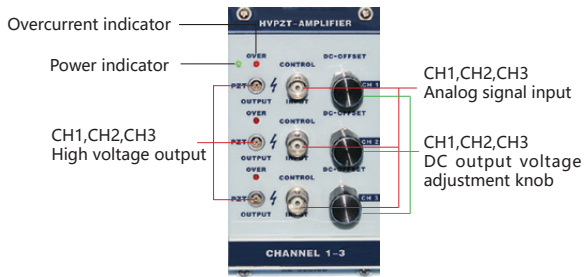 Overcurrent indicator
Power indicator
CH1,CH2,CH3
High voltage output
HVPZT-AMPLIFIER
OVER
CONTROL
DC-OFFSET
PZT
CH 1
OUTPUT
INPUT
OVER
CONTROL
DC-OFFSET
PZT
CH 2
OUTPUT
INPUT
OVER
CONTROL
DC-OFFSET
PZT
CH 3
OUTPUT
INPUT
CHANNEL 1-3
CH1,CH2,CH3
Analog signal input
CH1,CH2,CH3
DC output voltage
adjustment knob